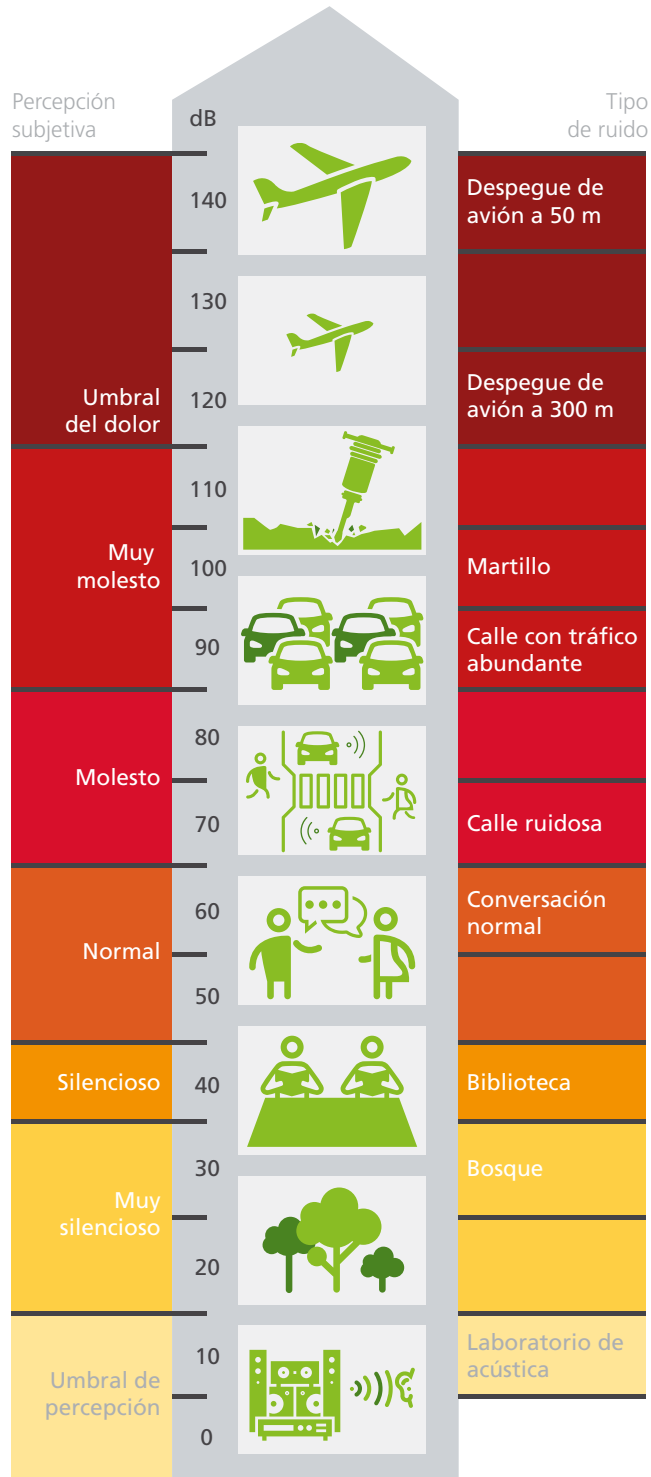 Percepción
subjetiva
dB
Tipo
de ruido
140
Despegue de
avión a 50 m
130
Umbral
del dolor
120
Despegue de
avión a 300 m
110
Muy
molesto
100
Martillo
90
Calle con tráfico
abundante
80
Molesto
70
Calle ruidosa
60
Conversación
normal
Normal
50
Silencioso
40
Biblioteca
30
Bosque
Muy
silencioso
20
10
Laboratorio de
acústica
Umbral de
percepción
0